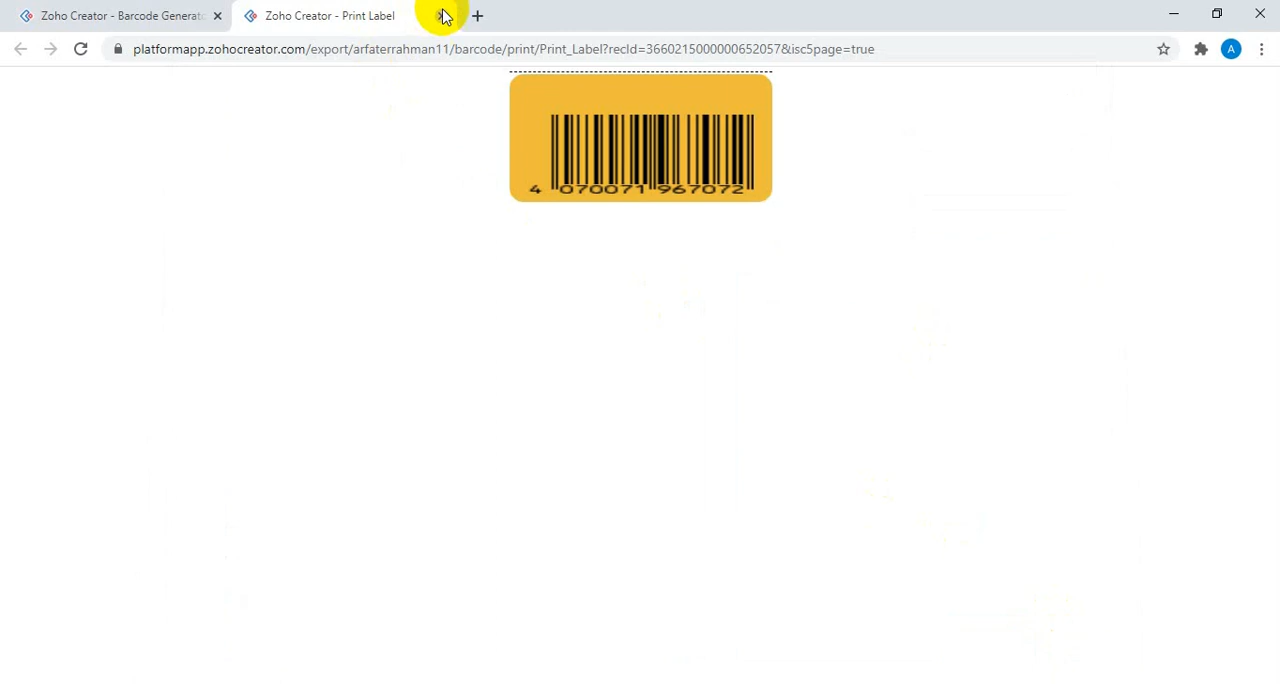 Zoho Creator - Barcode Generato
Zoho Creator - Print Label
platformapp.zohocreator.com/export/arfaterrahman11/barcode/print/Print_Label?recId=3660215000000652057&isc5page=true
A
4 070071 967072